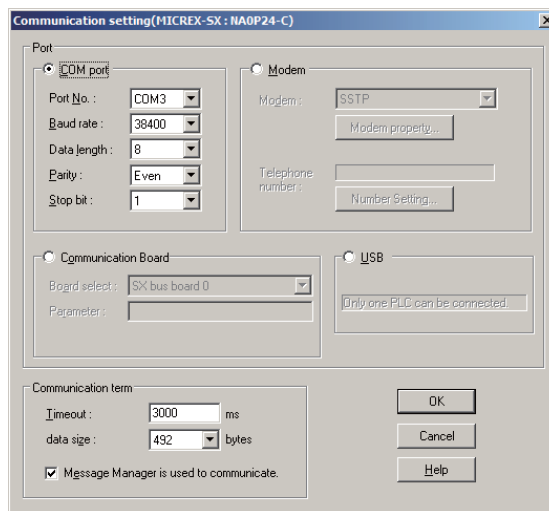 Communication setting(MICREX-SX : NA0P24-C)
Port
COM port
Port No. : COM3
Baud rate : 38400
Data length : 8
Parity : Even
Stop bit : 1
Modem
Modem : SSTP
Modem property...
Telephone
number :
Number Setting...
Communication Board
Board select : SX bus board 0
Parameter :
USB
Only one PLC can be connected.
Communication term
Timeout : 3000 ms
data size : 492 bytes
Message Manager is used to communicate.
OK
Cancel
Help